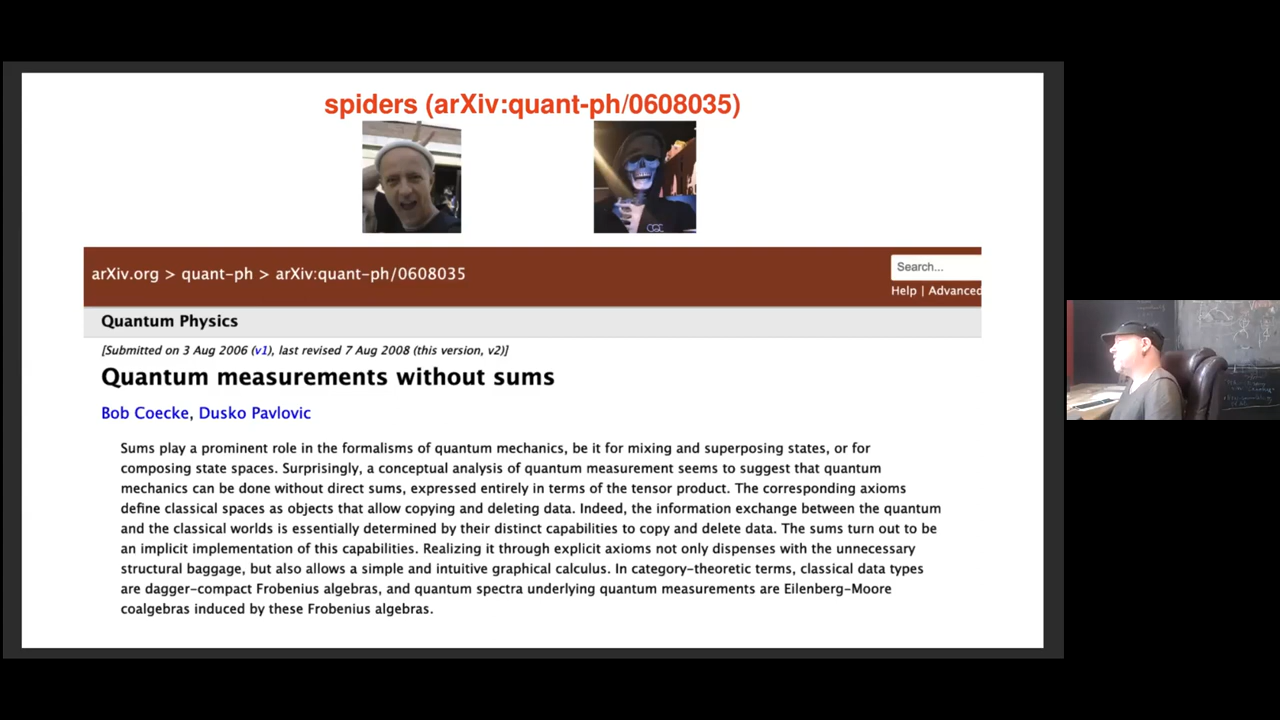 spiders (arXiv:quant-ph/0608035)
CQC
arXiv.org > quant-ph > arXiv:quant-ph/0608035
Search...
Help | Advanced
Quantum Physics
[Submitted on 3 Aug 2006 (v1), last revised 7 Aug 2008 (this version, v2)]
Quantum measurements without sums
Bob Coecke, Dusko Pavlovic
Sums play a prominent role in the formalisms of quantum mechanics, be it for mixing and superposing states, or for
composing state spaces. Surprisingly, a conceptual analysis of quantum measurement seems to suggest that quantum
mechanics can be done without direct sums, expressed entirely in terms of the tensor product. The corresponding axioms
define classical spaces as objects that allow copying and deleting data. Indeed, the information exchange between the quantum
and the classical worlds is essentially determined by their distinct capabilities to copy and delete data. The sums turn out to be
an implicit implementation of this capabilities. Realizing it through explicit axioms not only dispenses with the unnecessary
structural baggage, but also allows a simple and intuitive graphical calculus. In category-theoretic terms, classical data types
are dagger-compact Frobenius algebras, and quantum spectra underlying quantum measurements are Eilenberg-Moore
coalgebras induced by these Frobenius algebras.